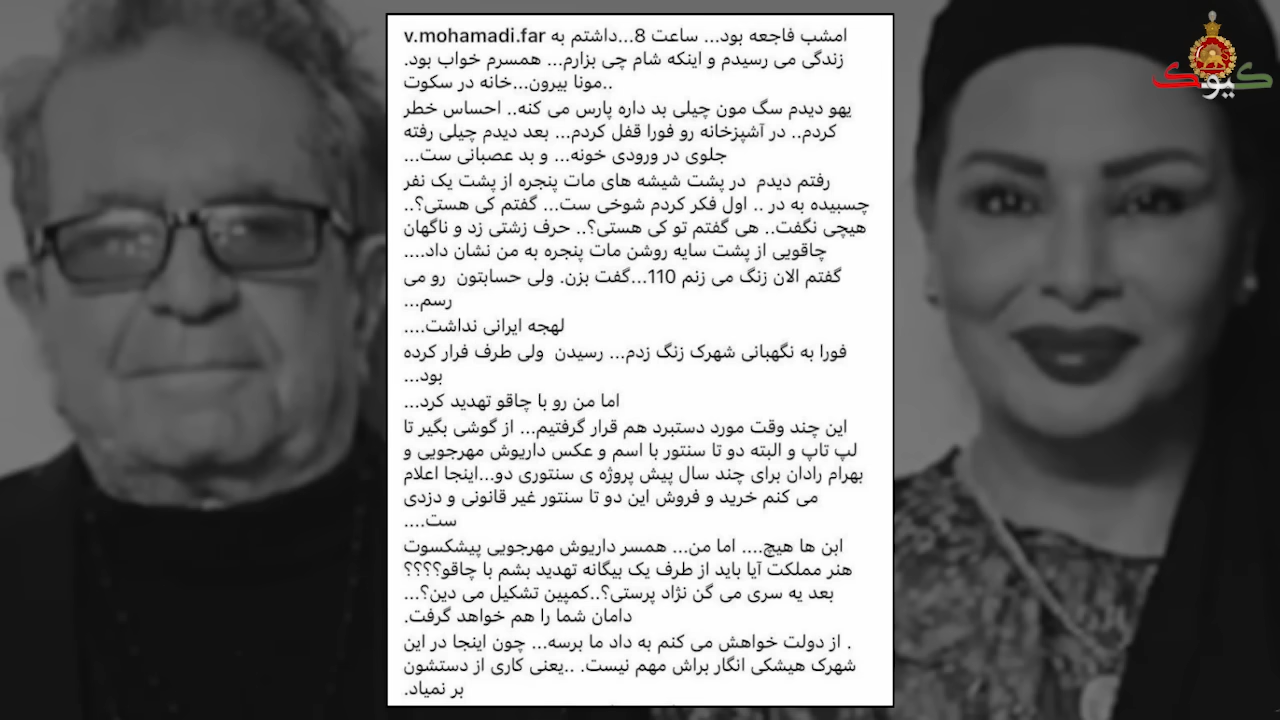 v.mohamadi.far امشب فاجعه بود... ساعت 8...داشتم به
زندگی می رسیدم و اینکه شام چی بزارم... همسرم خواب بود.
..مونا بیرون...خانه در سکوت
یهو دیدم سگ مون چیلی بد داره پارس می کنه.. احساس خطر
کردم.. در آشپزخانه رو فورا قفل کردم... بعد دیدم چیلی رفته
جلوی در ورودی خونه... و بد عصبانی ست...
رفتم دیدم  در پشت شیشه های مات پنجره از پشت یک نفر
چسبیده به در .. اول فکر کردم شوخی ست... گفتم کی هستی؟..
هیچی نگفت.. هی گفتم تو کی هستی؟.. حرف زشتی زد و ناگهان
چاقویی از پشت سایه روشن مات پنجره به من نشان داد....
گفتم الان زنگ می زنم 110...گفت بزن. ولی حسابتون  رو می
رسم...
لهجه ایرانی نداشت....
فورا به نگهبانی شهرک زنگ زدم... رسیدن  ولی طرف فرار کرده
بود...
اما من رو با چاقو تهدید کرد...
این چند وقت مورد دستبرد هم قرار گرفتیم... از گوشی بگیر تا
لپ تاپ و البته دو تا سنتور با اسم و عکس داریوش مهرجویی و
بهرام رادان برای چند سال پیش پروژه ی سنتوری دو...اینجا اعلام
می کنم خرید و فروش این دو تا سنتور غیر قانونی و دزدی
ست....
ابن ها هیچ.... اما من... همسر داریوش مهرجویی پیشکسوت
هنر مملکت آیا باید از طرف یک بیگانه تهدید بشم با چاقو؟؟؟؟
بعد یه سری می گن نژاد پرستی؟..کمپین تشکیل می دین؟...
دامان شما را هم خواهد گرفت.
. از دولت خواهش می کنم به داد ما برسه... چون اینجا در این
شهرک هیشکی انگار براش مهم نیست. ..یعنی کاری از دستشون
بر نمیاد.
کیوک